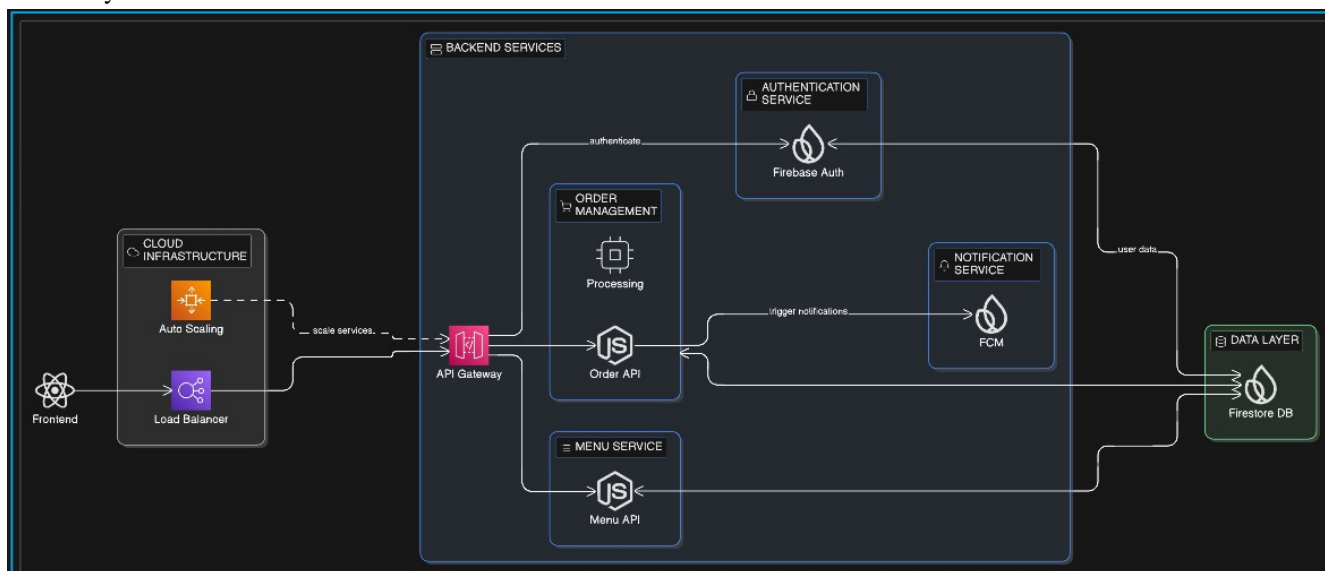 BACKEND SERVICES
AUTHENTICATION
SERVICE
authenticate
Firebase Auth
ORDER
MANAGEMENT
Processing
CLOUD
INFRASTRUCTURE
Auto Scaling
scale services
NOTIFICATION
SERVICE
user data
trigger notifications
FCM
API Gateway
JS
Order API
DATA LAYER
Firestore DB
Frontend
Load Balancer
MENU SERVICE
JS
Menu API